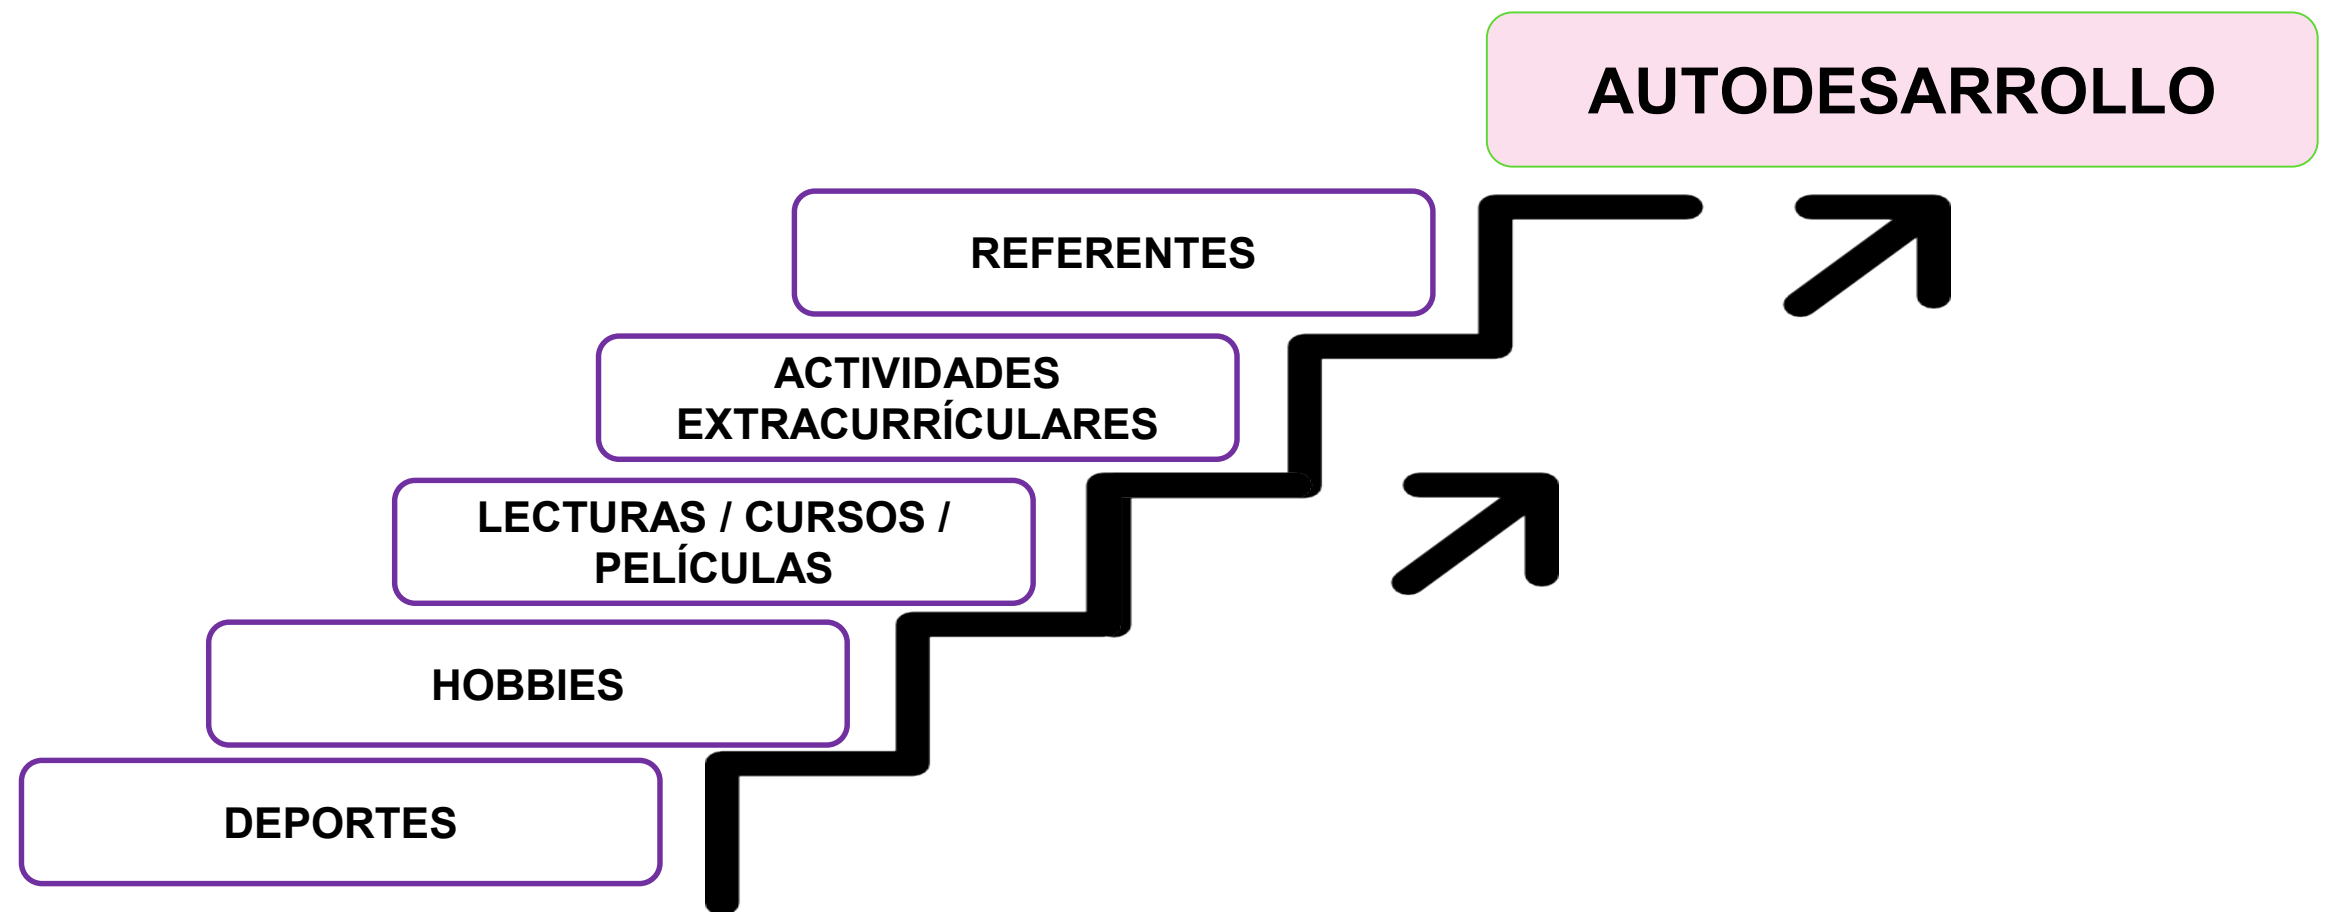 AUTODESARROLLO
REFERENTES
ACTIVIDADES
EXTRACURRÍCULARES
LECTURAS / CURSOS /
PELÍCULAS
HOBBIES
DEPORTES